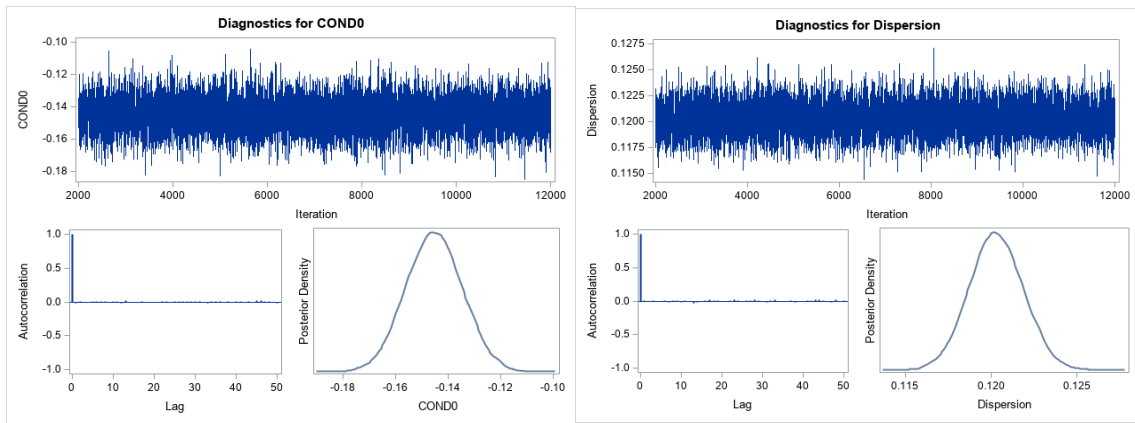 Diagnostics for COND0
-0.10
-0.12
-0.14
-0.16
-0.18
COND0
2000 4000 6000 8000 10000 12000
Iteration
1.0
0.5
0.0
-0.5
-1.0
Autocorrelation
0 10 20 30 40 50
Lag
Posterior Density
-0.18 -0.16 -0.14 -0.12 -0.10
COND0
Diagnostics for Dispersion
0.1275
0.1250
0.1225
0.1200
0.1175
0.1150
Dispersion
2000 4000 6000 8000 10000 12000
Iteration
1.0
0.5
0.0
-0.5
-1.0
Autocorrelation
0 10 20 30 40 50
Lag
Posterior Density
0.115 0.120 0.125
Dispersion